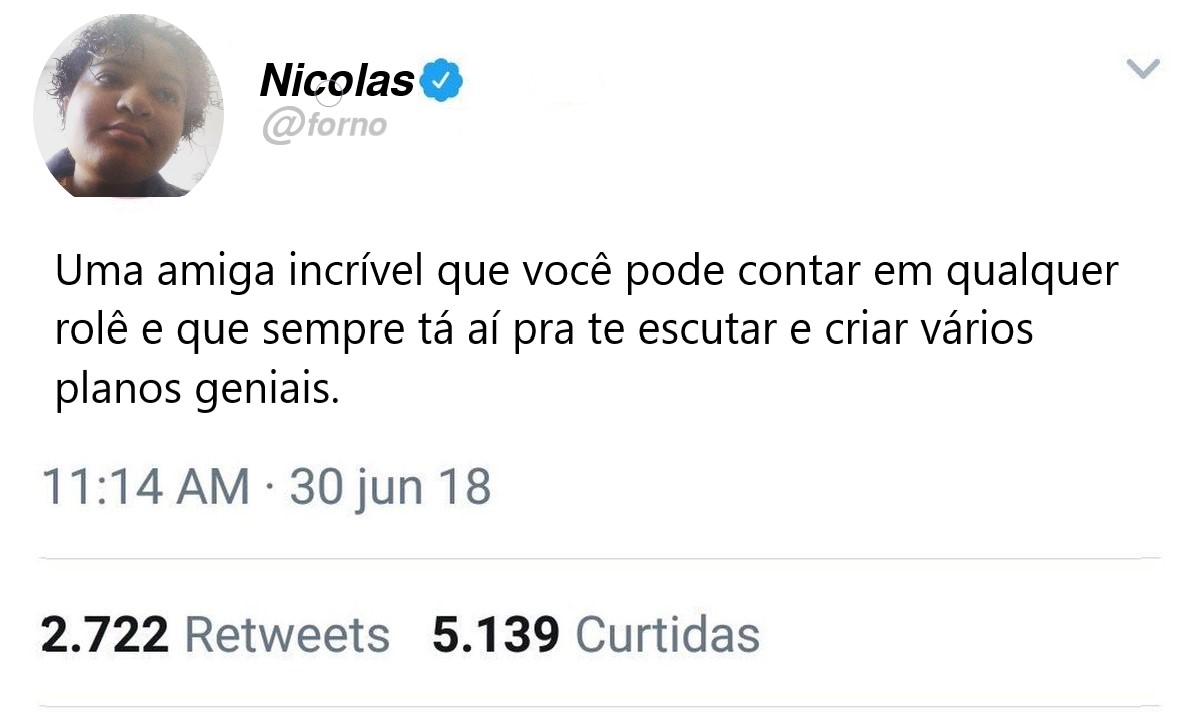 Nicolas
@forno
Uma amiga incrível que você pode contar em qualquer
rolê e que sempre tá aí pra te escutar e criar vários
planos geniais.
11:14 AM · 30 jun 18
2.722 Retweets 5.139 Curtidas